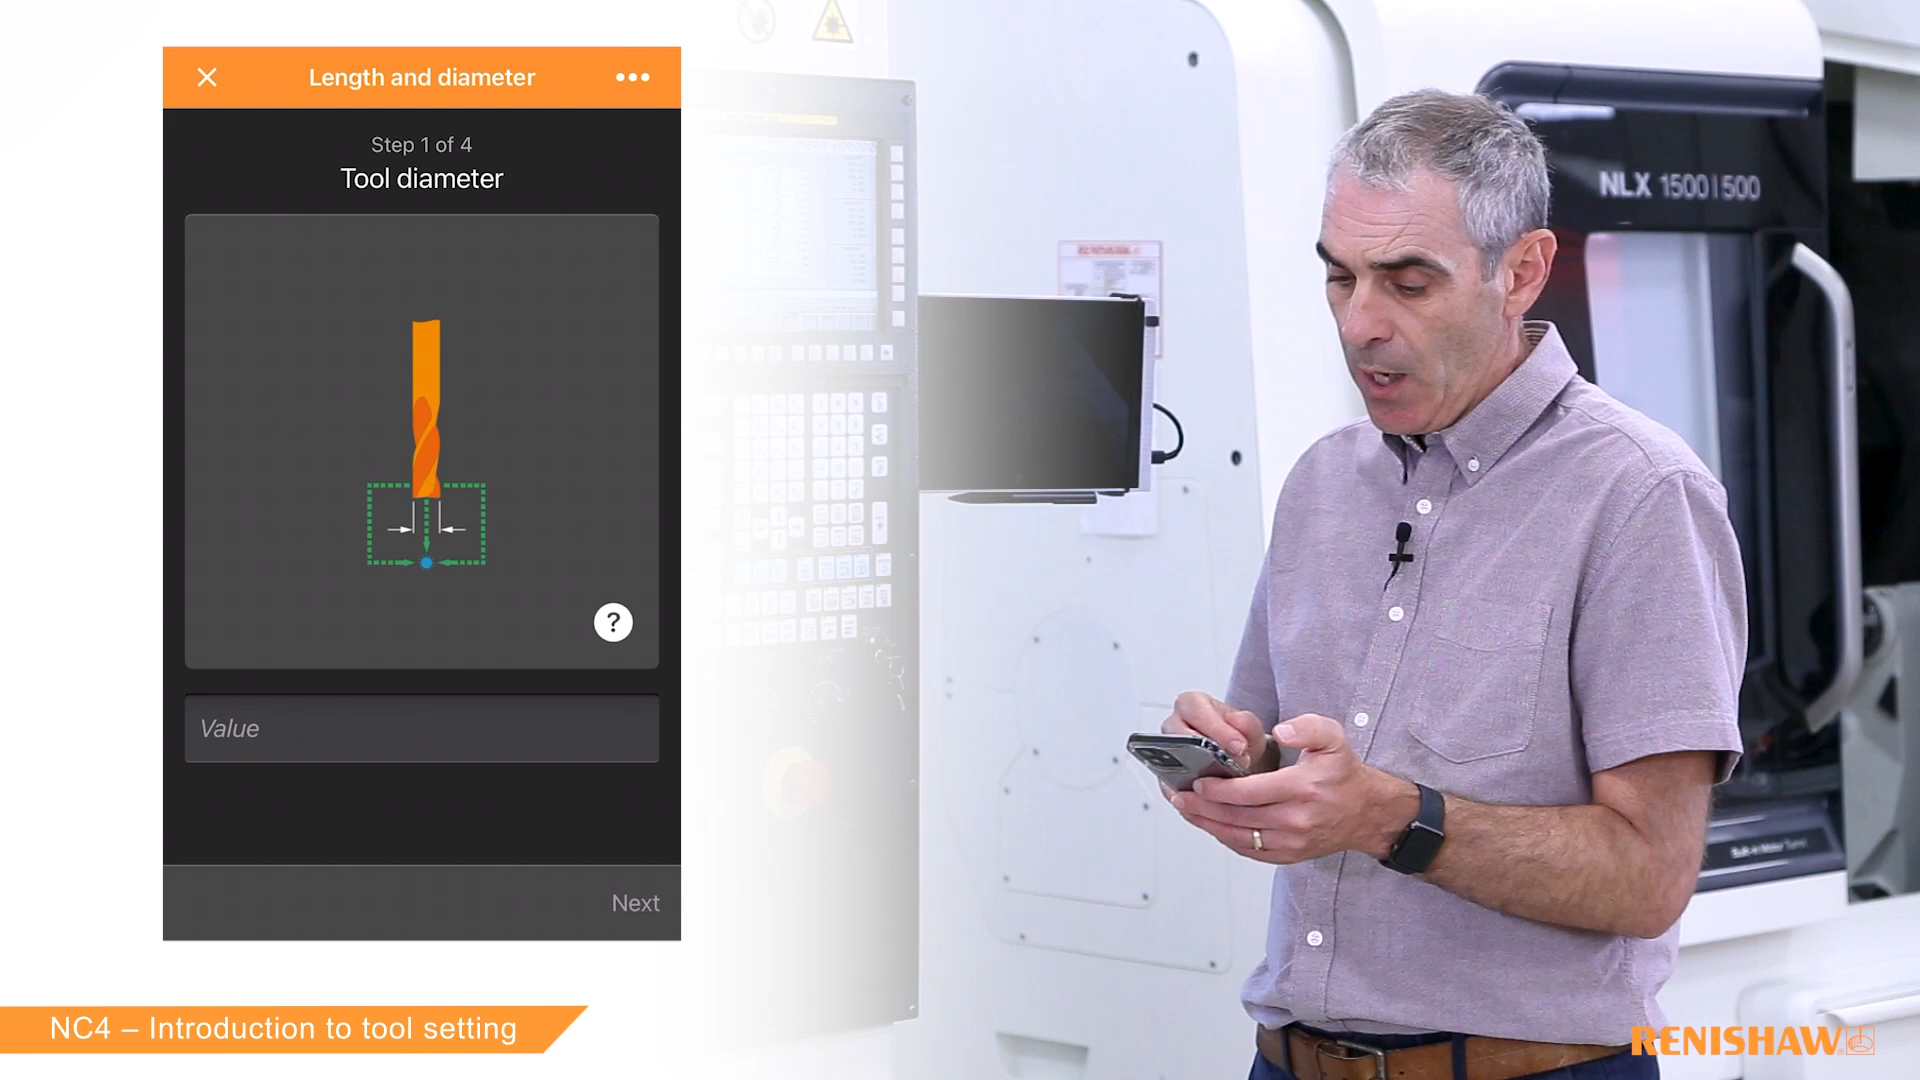 Length and diameter
Step 1 of 4
Tool diameter
?
Value
Next
NC4 – Introduction to tool setting
NLX 1500 | 500
RENISHAW
RENISHAW